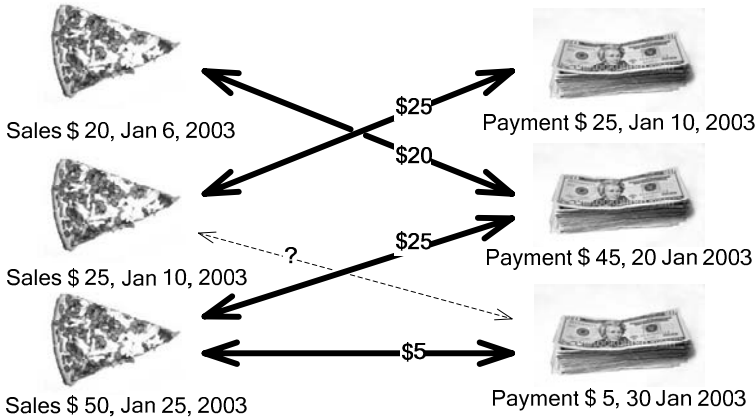 $25
Sales $ 20, Jan 6, 2003
Payment $ 25, Jan 10, 2003
$20
$25
?
Sales $ 25, Jan 10, 2003
Payment $ 45, 20 Jan 2003
$5
Sales $ 50, Jan 25, 2003
Payment $ 5, 30 Jan 2003